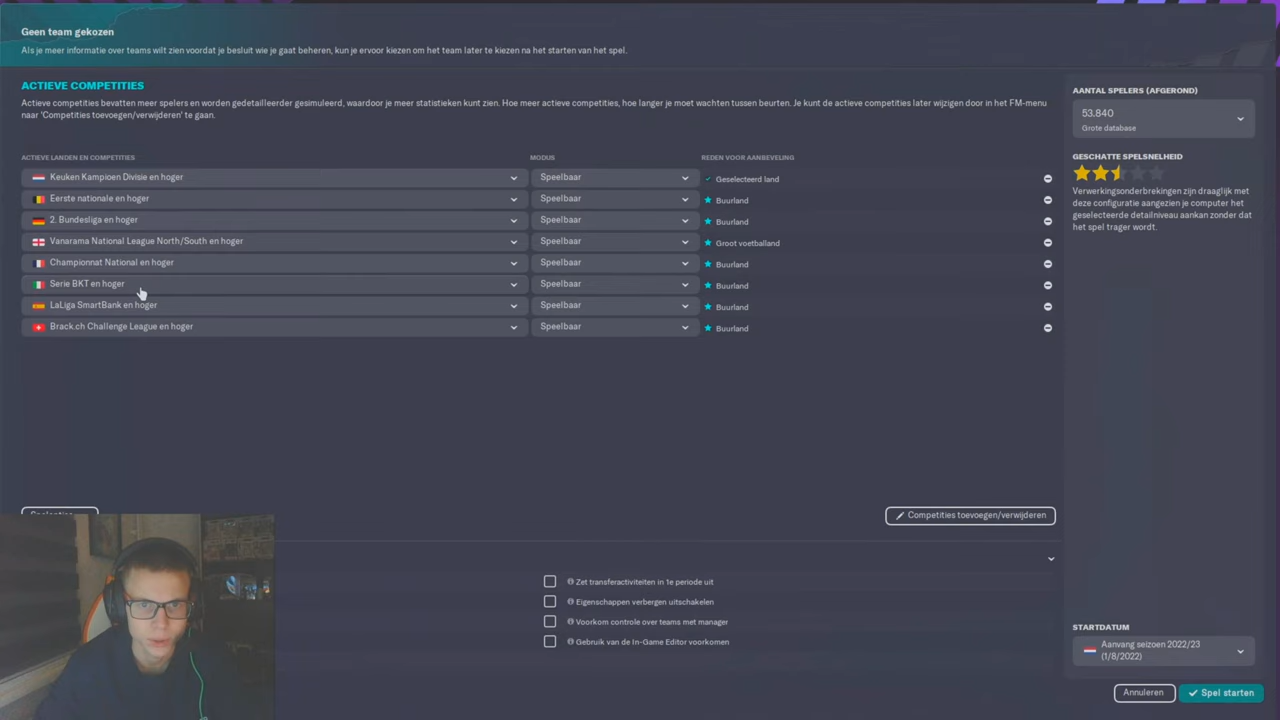 Geen team gekozen
Als je meer informatie over teams wilt zien voordat je besluit wie je gaat beheren, kun je ervoor kiezen om het team later te kiezen na het starten van het spel.
ACTIEVE COMPETITIES
Actieve competities bevatten meer spelers en worden gedetailleerder gesimuleerd, waardoor je meer statistieken kunt zien. Hoe meer actieve competities, hoe langer je moet wachten tussen beurten. Je kunt de actieve competities later wijzigen door in het FM-menu
naar 'Competities toevoegen/verwijderen' te gaan.
ACTIEVE LANDEN EN COMPETITIES MODUS REDEN VOOR AANBEVELING
Keuken Kampioen Divisie en hoger Speelbaar Geselecteerd land
Eerste nationale en hoger Speelbaar Buurland
2. Bundesliga en hoger Speelbaar Buurland
Vanarama National League North/South en hoger Speelbaar Groot voetballand
Championnat National en hoger Speelbaar Buurland
Serie BKT en hoger Speelbaar Buurland
LaLiga SmartBank en hoger Speelbaar Buurland
Brack.ch Challenge League en hoger Speelbaar Buurland
Competities toevoegen/verwijderen
Zet transferactiviteiten in 1e periode uit
Eigenschappen verbergen uitschakelen
Voorkom controle over teams met manager
Gebruik van de In-Game Editor voorkomen
AANTAL SPELERS (AFGEROND)
53.840
Grote database
GESCHATTE SPELSNELHEID
Verwerkingsonderbrekingen zijn draaglijk met
deze configuratie aangezien je computer het
geselecteerde detailniveau aankan zonder dat
het spel trager wordt.
STARTDATUM
Aanvang seizoen 2022/23
(1/8/2022)
Annuleren Spel starten